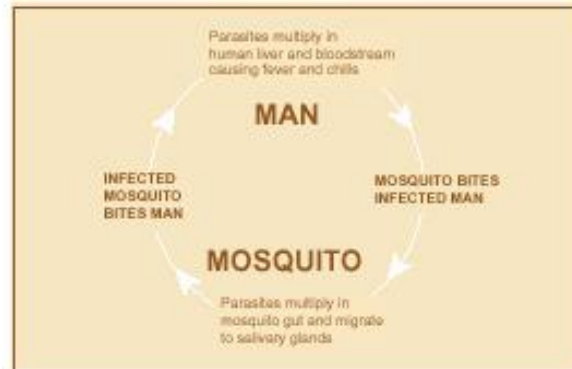 Parasites multiply in
human liver and bloodstream
causing fever and chills
MAN
INFECTED
MOSQUITO
BITES MAN
MOSQUITO BITES
INFECTED MAN
MOSQUITO
Parasites multiply in
mosquito gut and migrate
to salivary glands